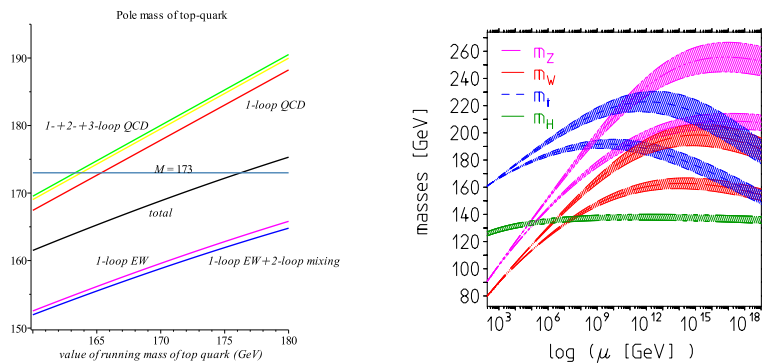 Pole mass of top-quark
190
180
170
160
150
1-loop QCD
1-+2-+3-loop QCD
M = 173
total
1-loop EW
1-loop EW+2-loop mixing
165
170
175
180
value of running mass of top quark (GeV)
masses [GeV]
260
240
220
200
180
160
140
120
100
80
m_Z
m_W
m_t
m_H
10^3
10^6
10^9
10^12
10^15
10^18
log (μ [GeV] )